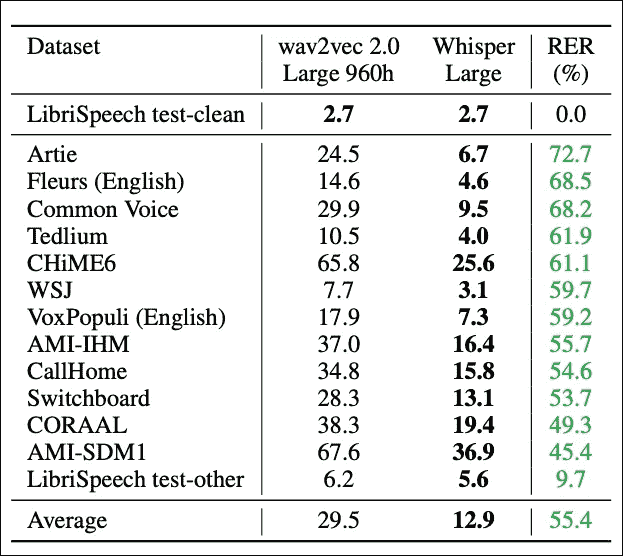 Dataset wav2vec 2.0 Whisper RER
Large 960h Large (%)
LibriSpeech test-clean 2.7 2.7 0.0
Artie 24.5 6.7 72.7
Fleurs (English) 14.6 4.6 68.5
Common Voice 29.9 9.5 68.2
Tedlium 10.5 4.0 61.9
CHiME6 65.8 25.6 61.1
WSJ 7.7 3.1 59.7
VoxPopuli (English) 17.9 7.3 59.2
AMI-IHM 37.0 16.4 55.7
CallHome 34.8 15.8 54.6
Switchboard 28.3 13.1 53.7
CORAAL 38.3 19.4 49.3
AMI-SDM1 67.6 36.9 45.4
LibriSpeech test-other 6.2 5.6 9.7
Average 29.5 12.9 55.4